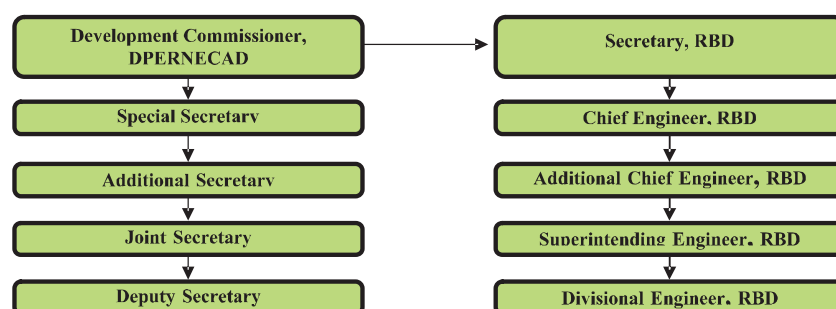 Development Commissioner,
DPERNECAD
Special Secretary
Additional Secretary
Joint Secretary
Deputy Secretary
Secretary, RBD
Chief Engineer, RBD
Additional Chief Engineer, RBD
Superintending Engineer, RBD
Divisional Engineer, RBD